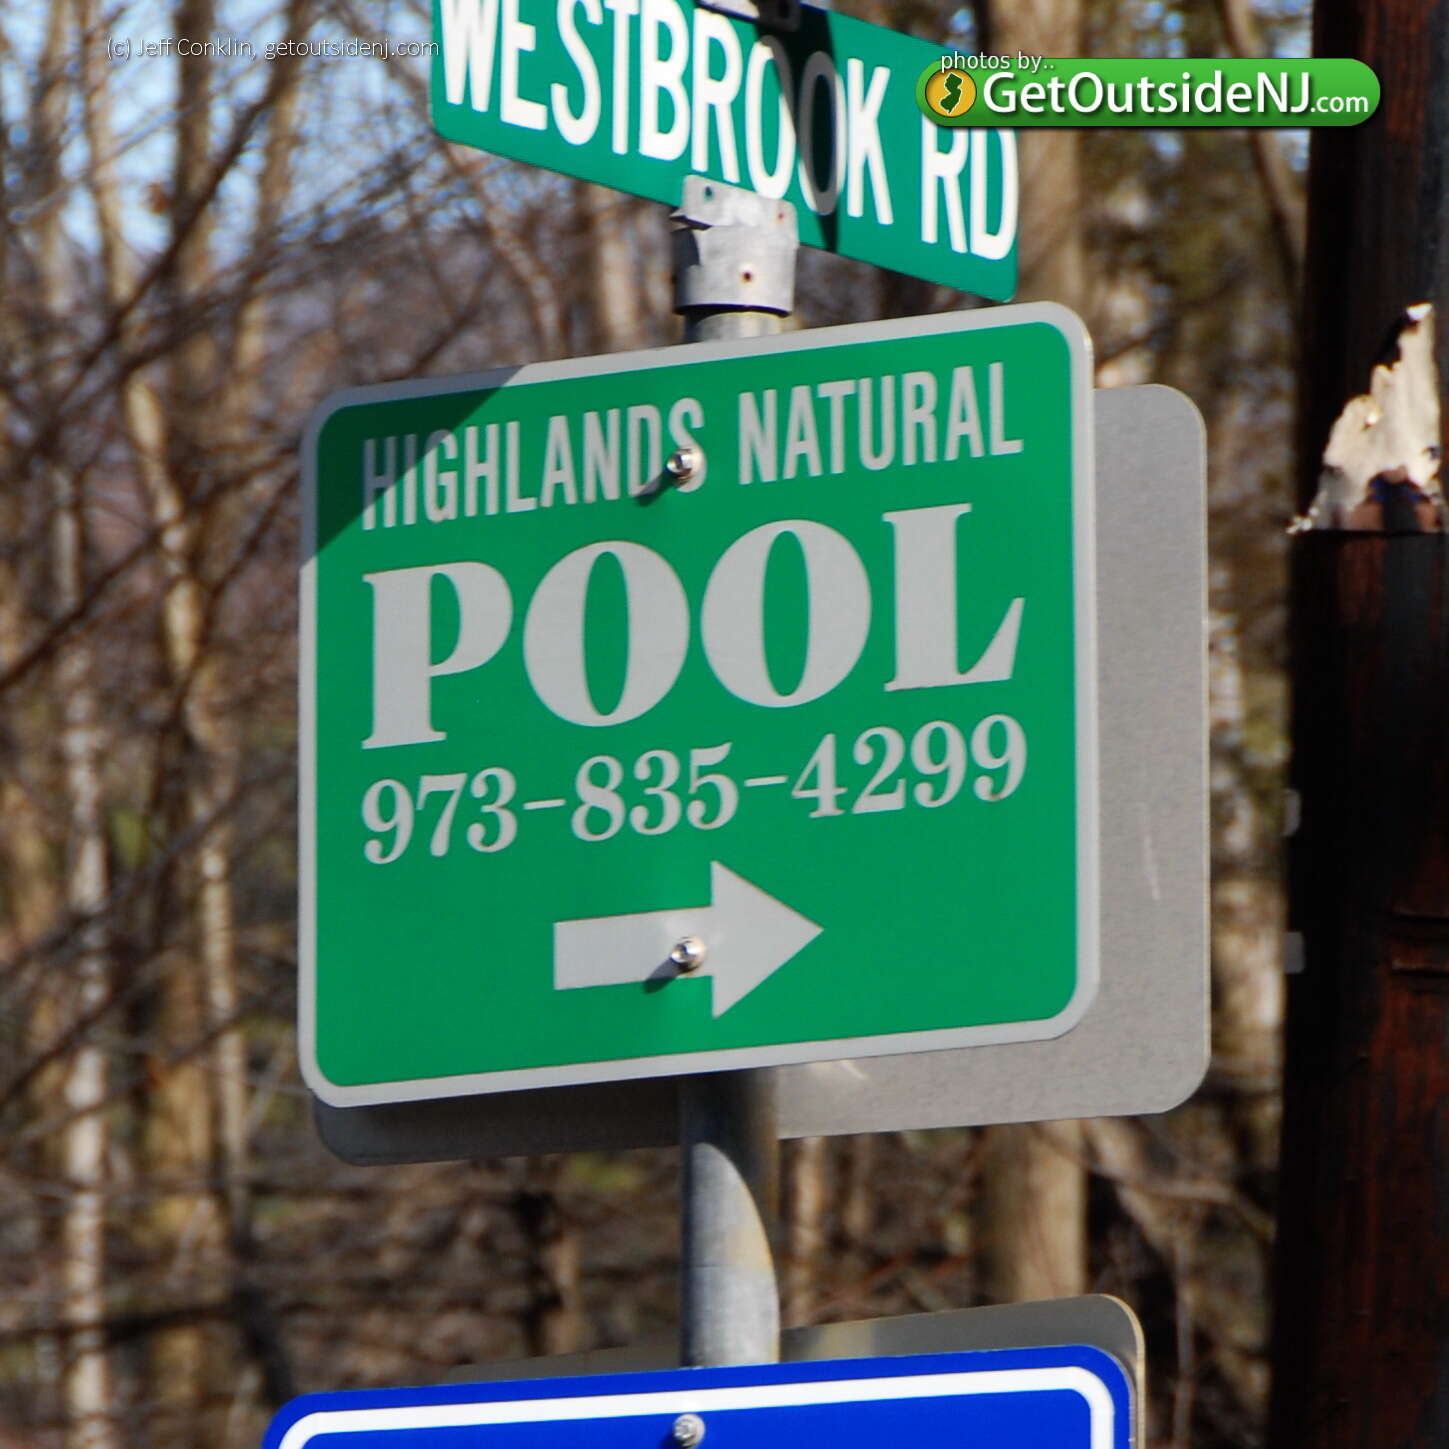 (c) Jeff Conklin, getoutsidenj.com
WESTBROOK RD
photos by..
GetOutsideNJ.com
HIGHLANDS NATURAL
POOL
973-835-4299